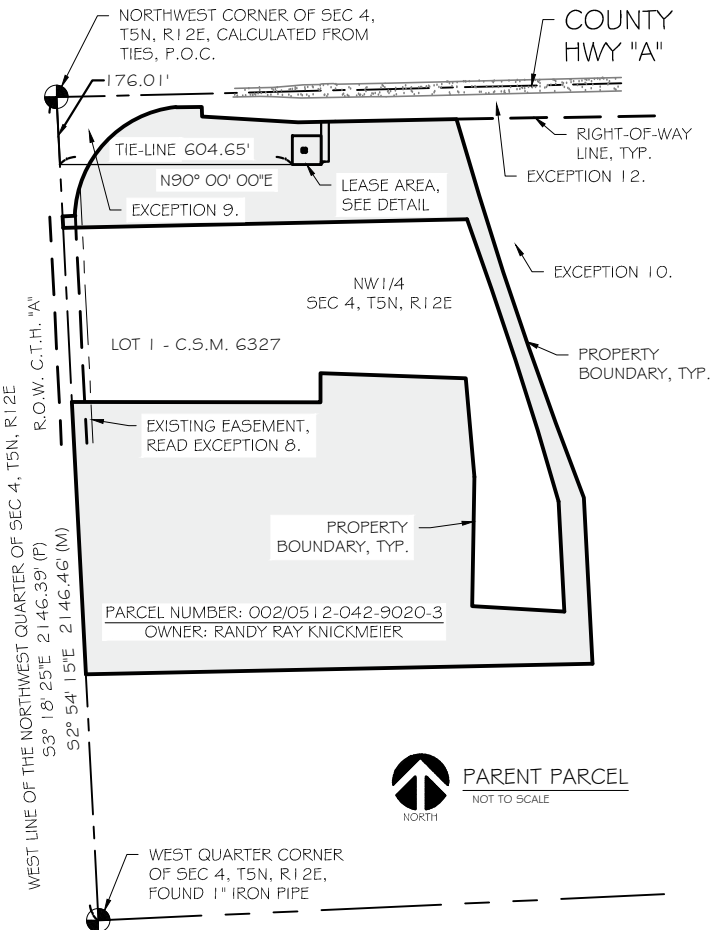 NORTHWEST CORNER OF SEC 4,
T5N, R12E, CALCULATED FROM
TIES, P.O.C.
COUNTY
HWY "A"
176.01'
TIE-LINE 604.65'
N90° 00' 00"E
RIGHT-OF-WAY
LINE, TYP.
EXCEPTION 12.
LEASE AREA,
SEE DETAIL
EXCEPTION 9.
EXCEPTION 10.
NW1/4
SEC 4, T5N, R12E
LOT 1 - C.S.M. 6327
PROPERTY
BOUNDARY, TYP.
R.O.W. C.T.H. "A"
EXISTING EASEMENT,
READ EXCEPTION 8.
WEST LINE OF THE NORTHWEST QUARTER OF SEC 4, T5N, R12E
S3° 18' 25"E 2146.39' (P)
S2° 54' 15"E 2146.46' (M)
PROPERTY
BOUNDARY, TYP.
PARCEL NUMBER: 002/0512-042-9020-3
OWNER: RANDY RAY KNICKMEIER
PARENT PARCEL
NOT TO SCALE
NORTH
WEST QUARTER CORNER
OF SEC 4, T5N, R12E,
FOUND 1" IRON PIPE